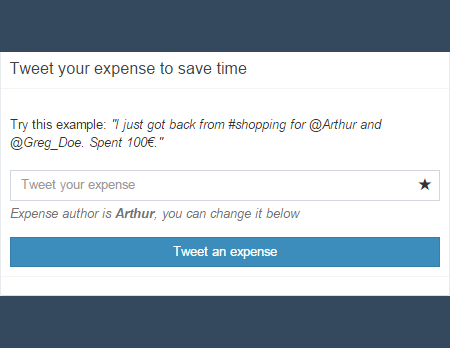 Tweet your expense to save time
Try this example: "I just got back from #shopping for @Arthur and
@Greg_Doe. Spent 100€."
Tweet your expense
Expense author is Arthur, you can change it below
Tweet an expense